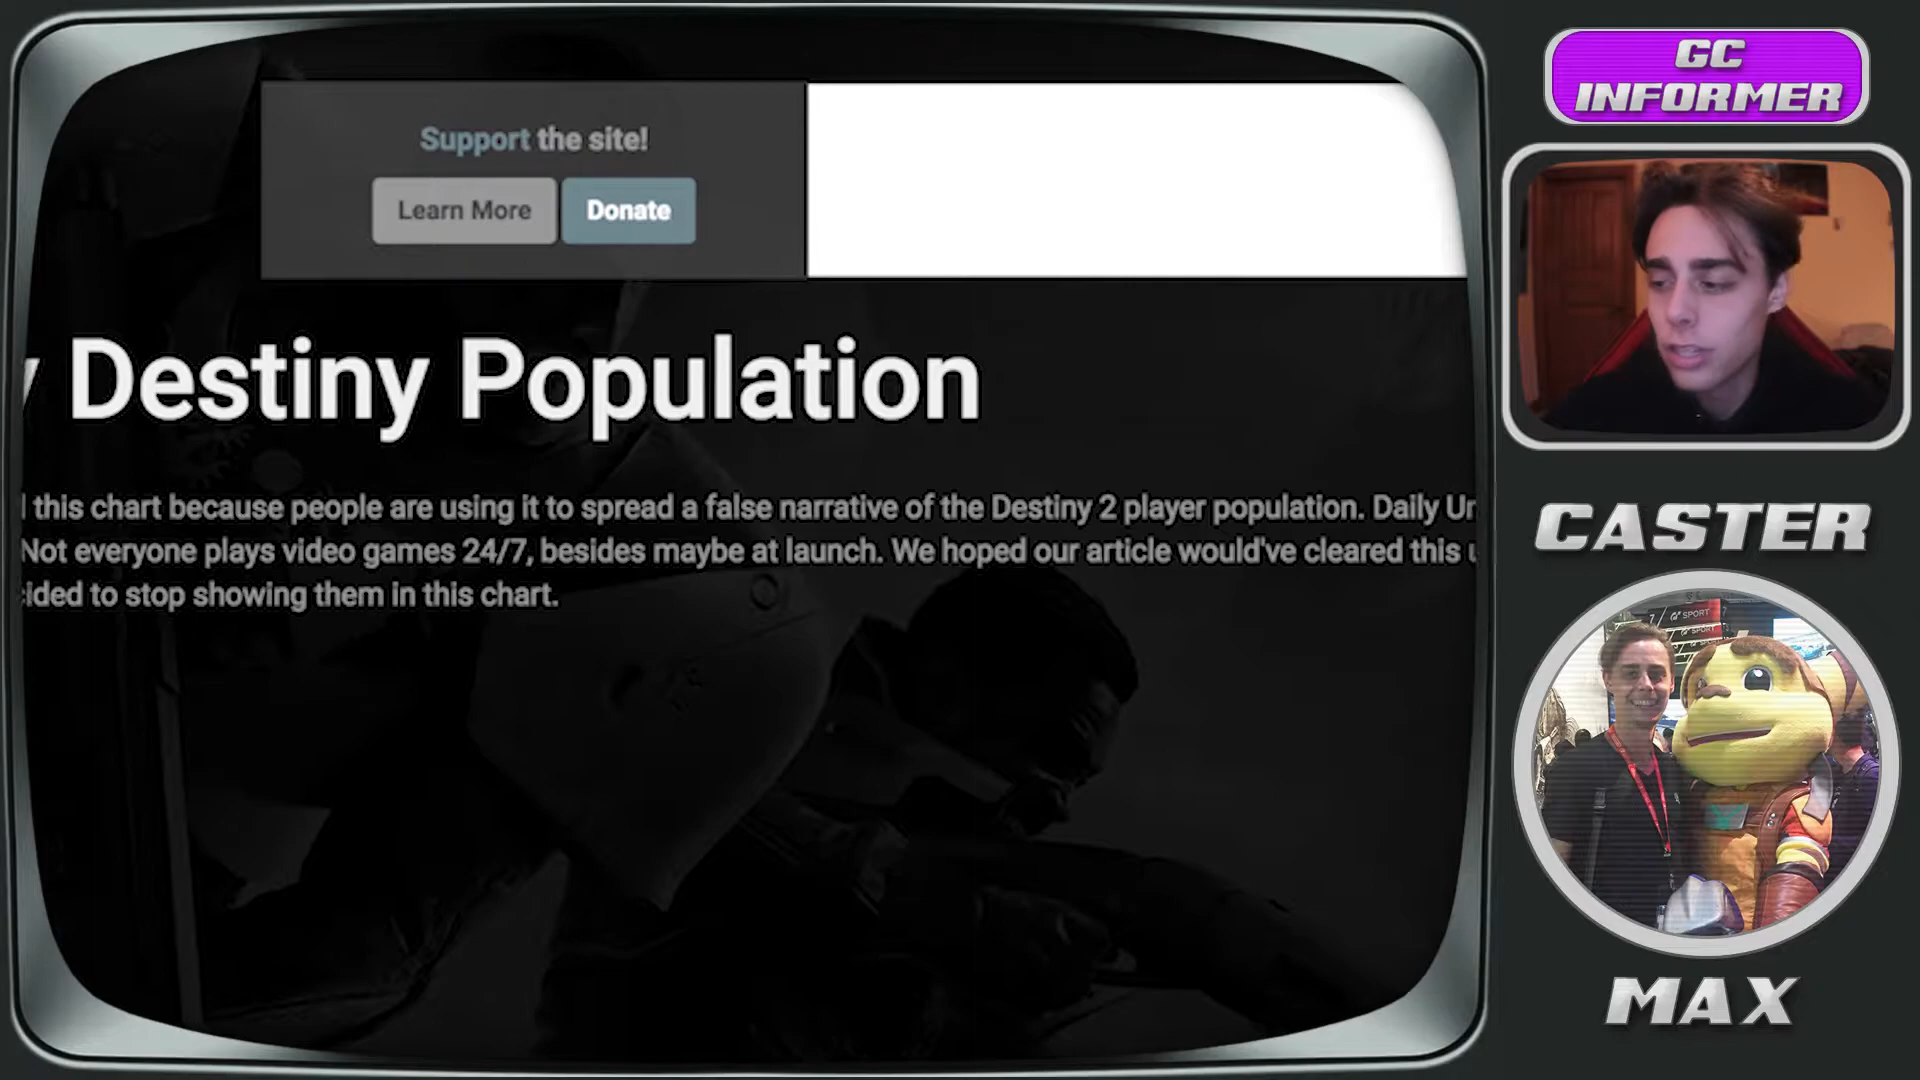 GC
INFORMER
Support the site!
Learn More
Donate
Destiny Population
this chart because people are using it to spread a false narrative of the Destiny 2 player population. Daily
Not everyone plays video games 24/7, besides maybe at launch. We hoped our article would've cleared this
to stop showing them in this chart.
CASTER
SPORT
SPORT
MAX